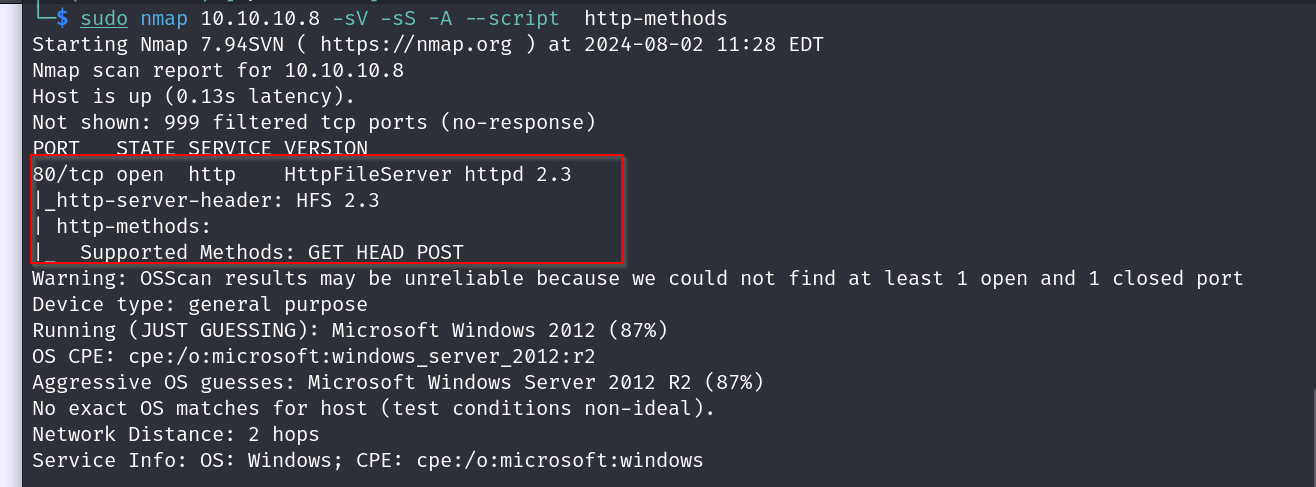 └─$ sudo nmap 10.10.10.8 -sV -sS -A --script  http-methods
Starting Nmap 7.94SVN ( https://nmap.org ) at 2024-08-02 11:28 EDT
Nmap scan report for 10.10.10.8
Host is up (0.13s latency).
Not shown: 999 filtered tcp ports (no-response)
PORT   STATE SERVICE VERSION
80/tcp open  http    HttpFileServer httpd 2.3
|_http-server-header: HFS 2.3
| http-methods:
|_  Supported Methods: GET HEAD POST
Warning: OSScan results may be unreliable because we could not find at least 1 open and 1 closed port
Device type: general purpose
Running (JUST GUESSING): Microsoft Windows 2012 (87%)
OS CPE: cpe:/o:microsoft:windows_server_2012:r2
Aggressive OS guesses: Microsoft Windows Server 2012 R2 (87%)
No exact OS matches for host (test conditions non-ideal).
Network Distance: 2 hops
Service Info: OS: Windows; CPE: cpe:/o:microsoft:windows